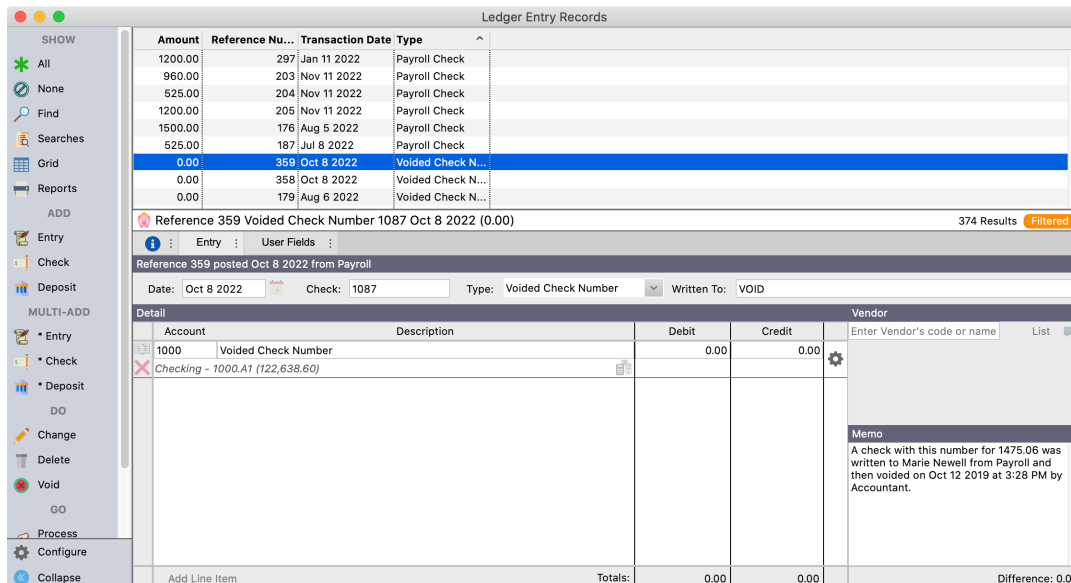 Ledger Entry Records
SHOW
All
None
Find
Searches
Grid
Reports
ADD
Entry
Check
Deposit
MULTI-ADD
* Entry
* Check
* Deposit
DO
Change
Delete
Void
GO
Process
Configure
Collapse
Amount Reference Nu... Transaction Date Type
1200.00 297 Jan 11 2022 Payroll Check
960.00 203 Nov 11 2022 Payroll Check
525.00 204 Nov 11 2022 Payroll Check
1200.00 205 Nov 11 2022 Payroll Check
1500.00 176 Aug 5 2022 Payroll Check
525.00 187 Jul 8 2022 Payroll Check
0.00 359 Oct 8 2022 Voided Check N...
0.00 358 Oct 8 2022 Voided Check N...
0.00 179 Aug 6 2022 Voided Check N...
Reference 359 Voided Check Number 1087 Oct 8 2022 (0.00) 374 Results Filtered
Entry User Fields
Reference 359 posted Oct 8 2022 from Payroll
Date: Oct 8 2022 Check: 1087 Type: Voided Check Number Written To: VOID
Detail
Account Description Debit Credit
1000 Voided Check Number 0.00 0.00
Checking - 1000.A1 (122,638.60)
Add Line Item Totals: 0.00 0.00
Vendor
Enter Vendor's code or name List
Memo
A check with this number for 1475.06 was
written to Marie Newell from Payroll and
then voided on Oct 12 2019 at 3:28 PM by
Accountant.
Difference: 0.0